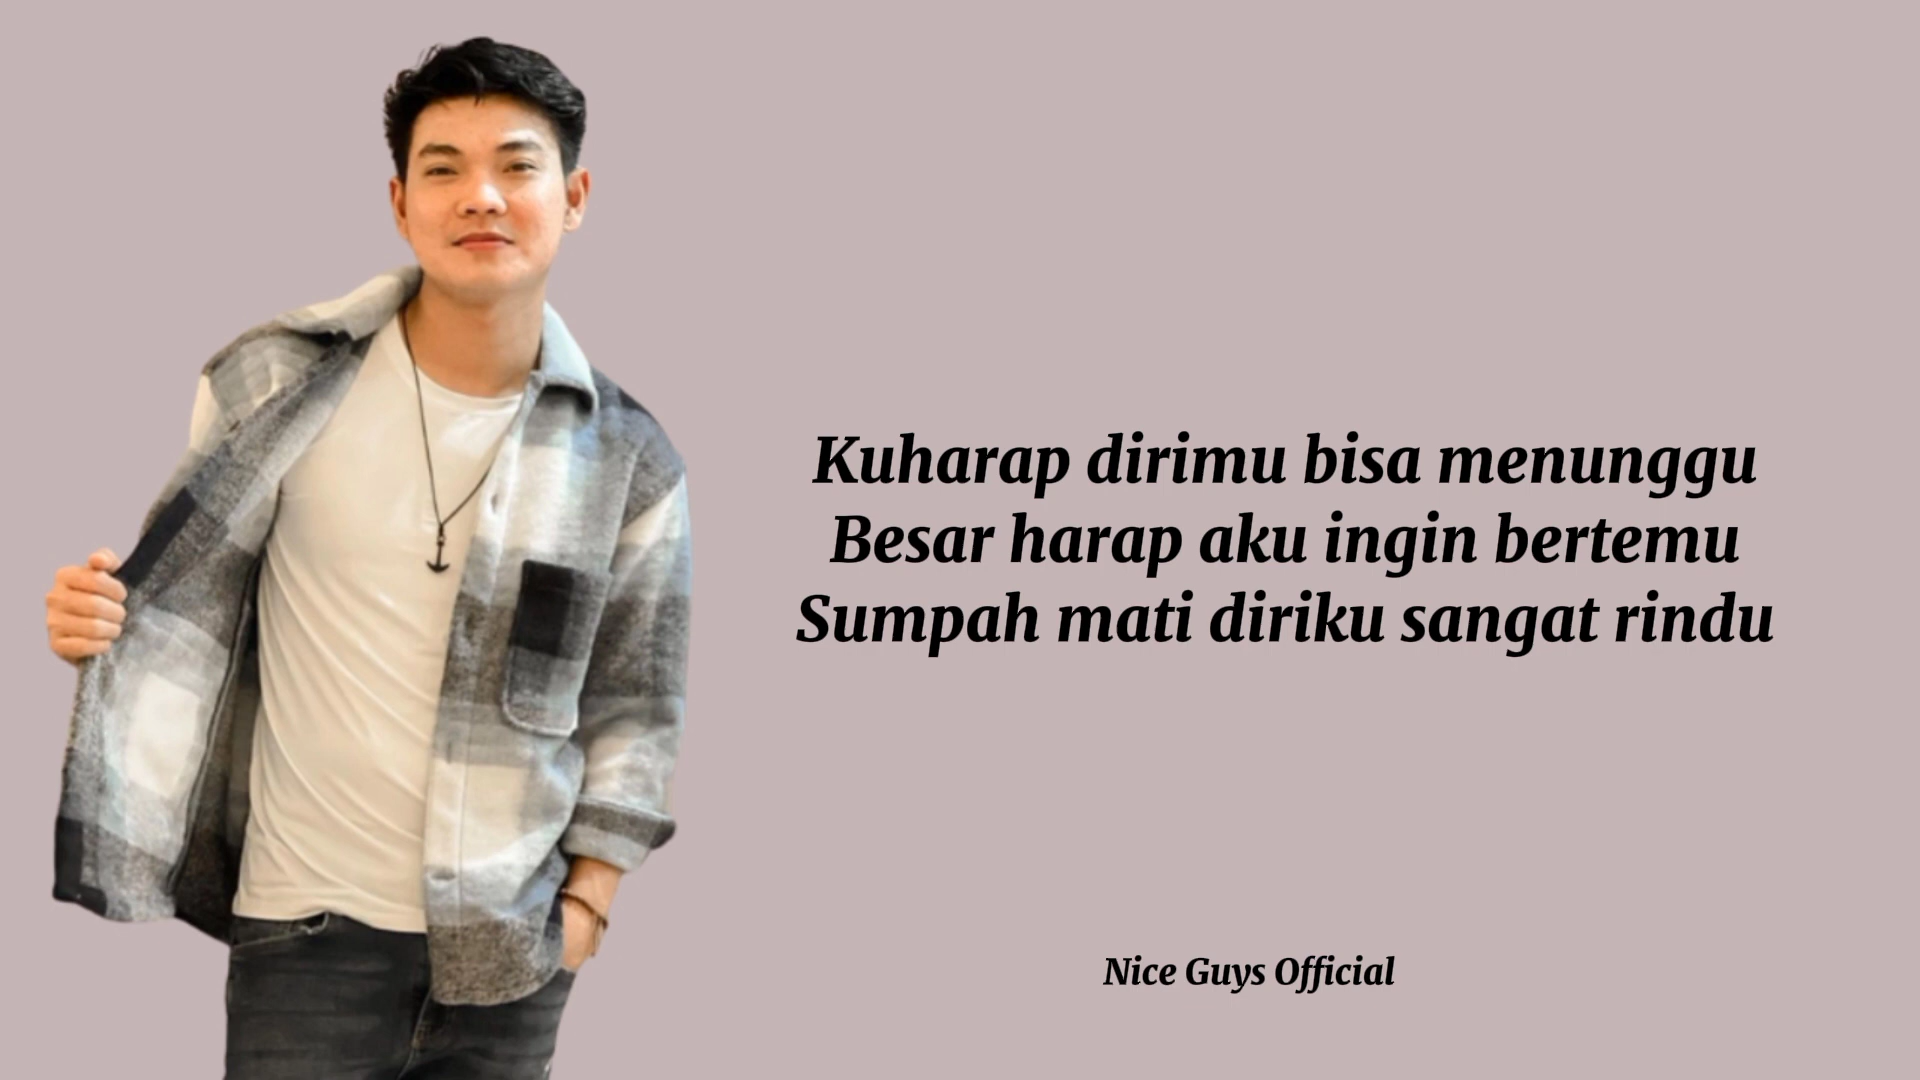 Kuharap dirimu bisa menunggu
Besar harap aku ingin bertemu
Sumpah mati diriku sangat rindu
Nice Guys Official